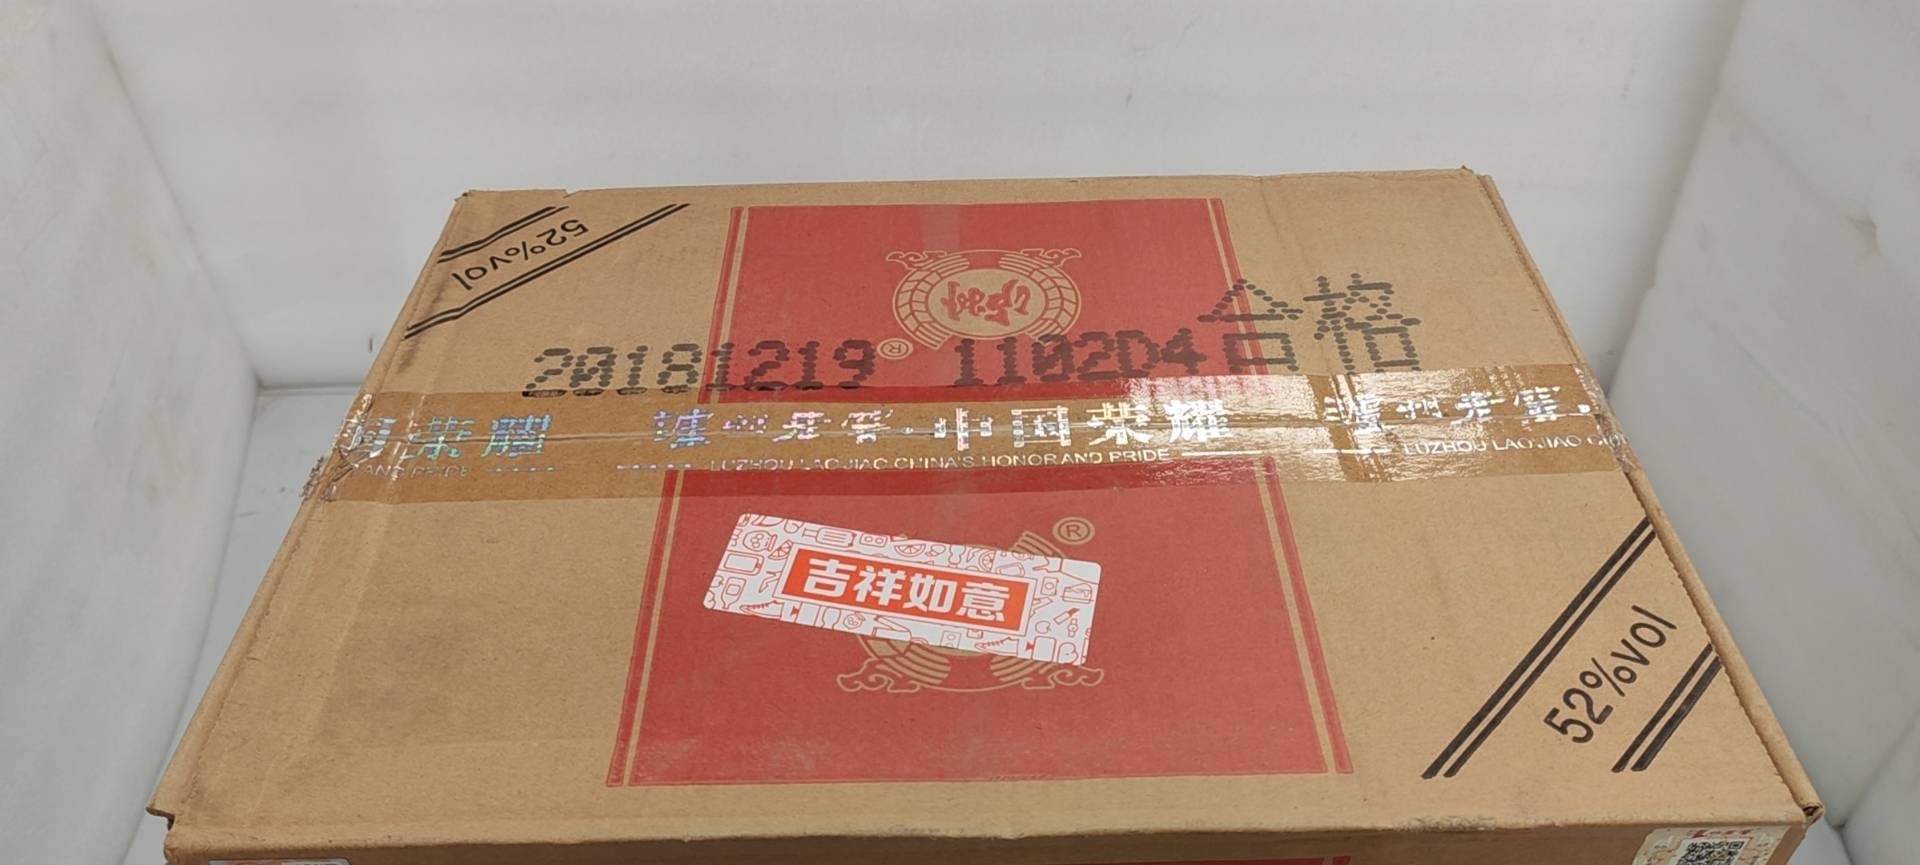 52%vol
®
20181219 1102D4合格
国荣耀 泸州老窖·中国荣耀 泸州老窖·
AND PRIDE LUZHOU LAOJIAO CHINA'S HONOR AND PRIDE LUZHOU LAOJIAO
®
吉祥如意
52%vol